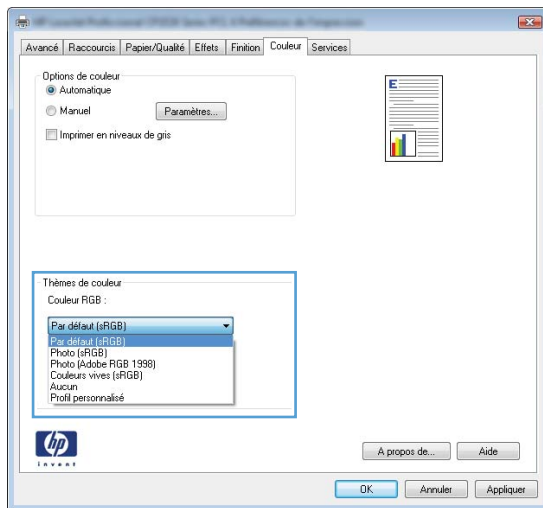 Avancé Raccourcis Papier/Qualité Effets Finition Couleur Services
Options de couleur
Automatique
Manuel Paramètres...
Imprimer en niveaux de gris
E
Thèmes de couleur
Couleur RGB :
Par défaut (sRGB)
Par défaut (sRGB)
Photo (sRGB)
Photo (Adobe RGB 1998)
Couleurs vives (sRGB)
Aucun
Profil personnalisé
hp
invent
A propos de... Aide
OK Annuler Appliquer